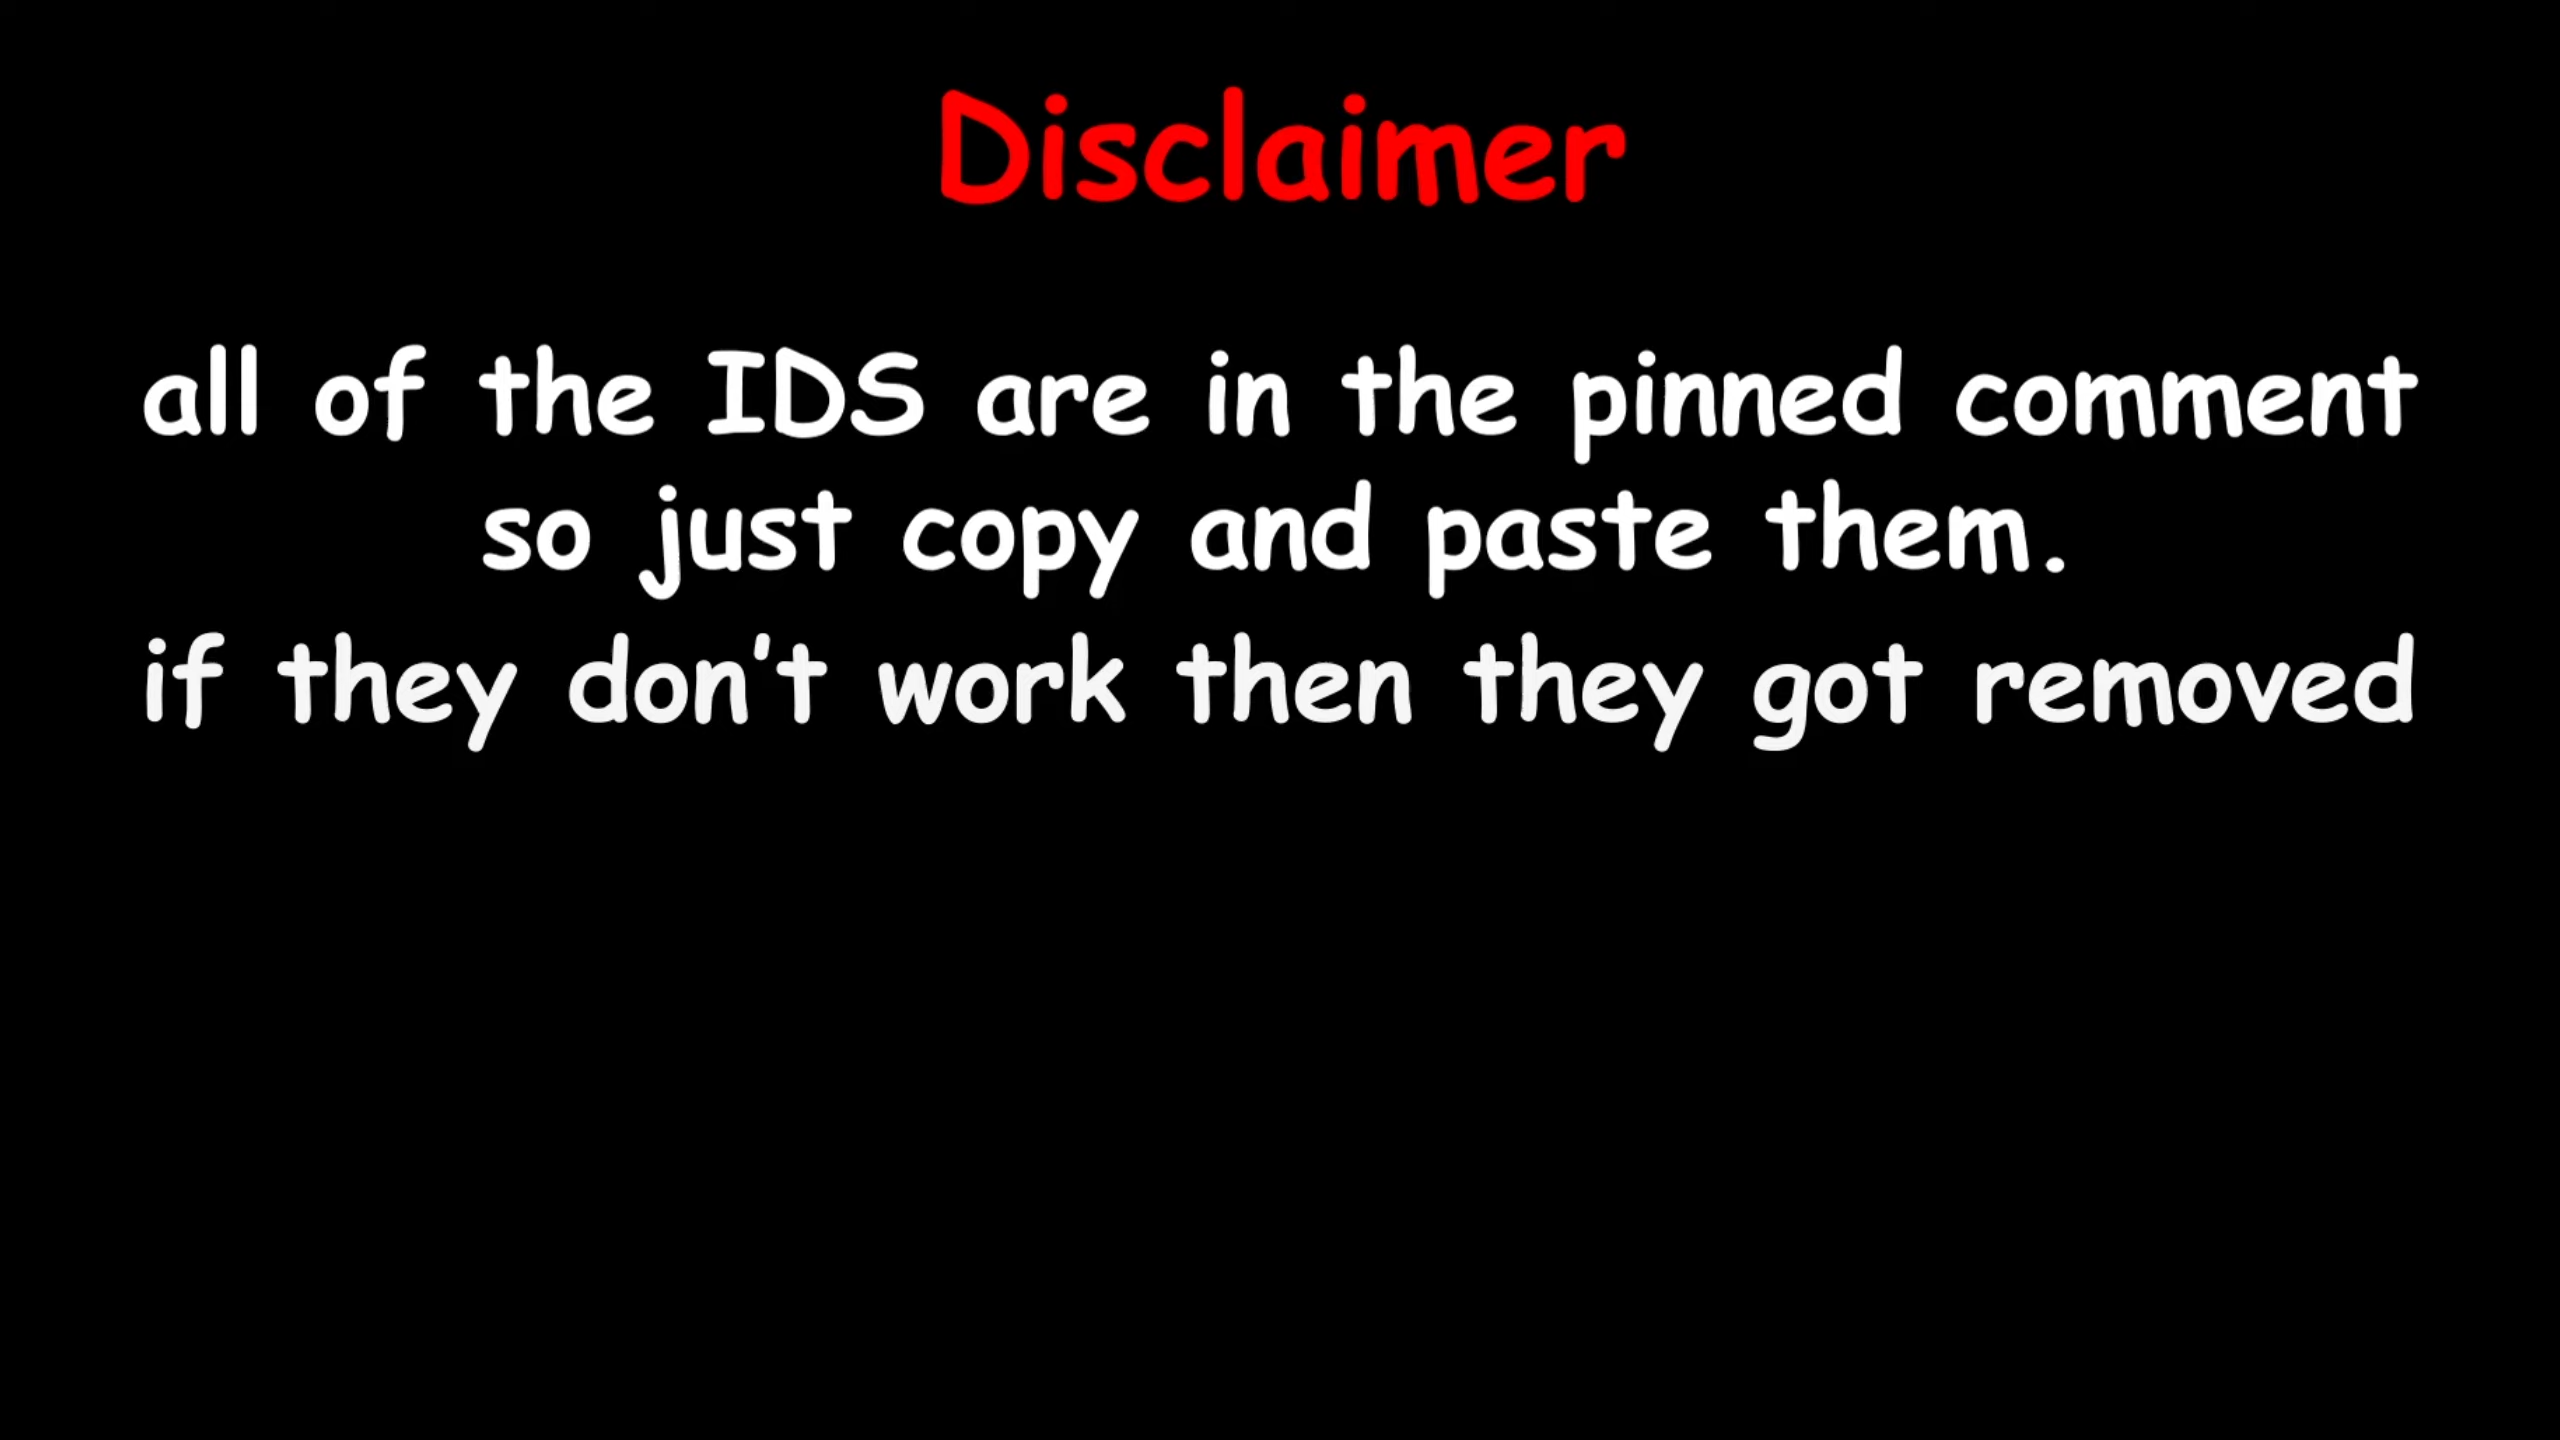 Disclaimer
all of the IDS are in the pinned comment
so just copy and paste them.
if they don't work then they got removed